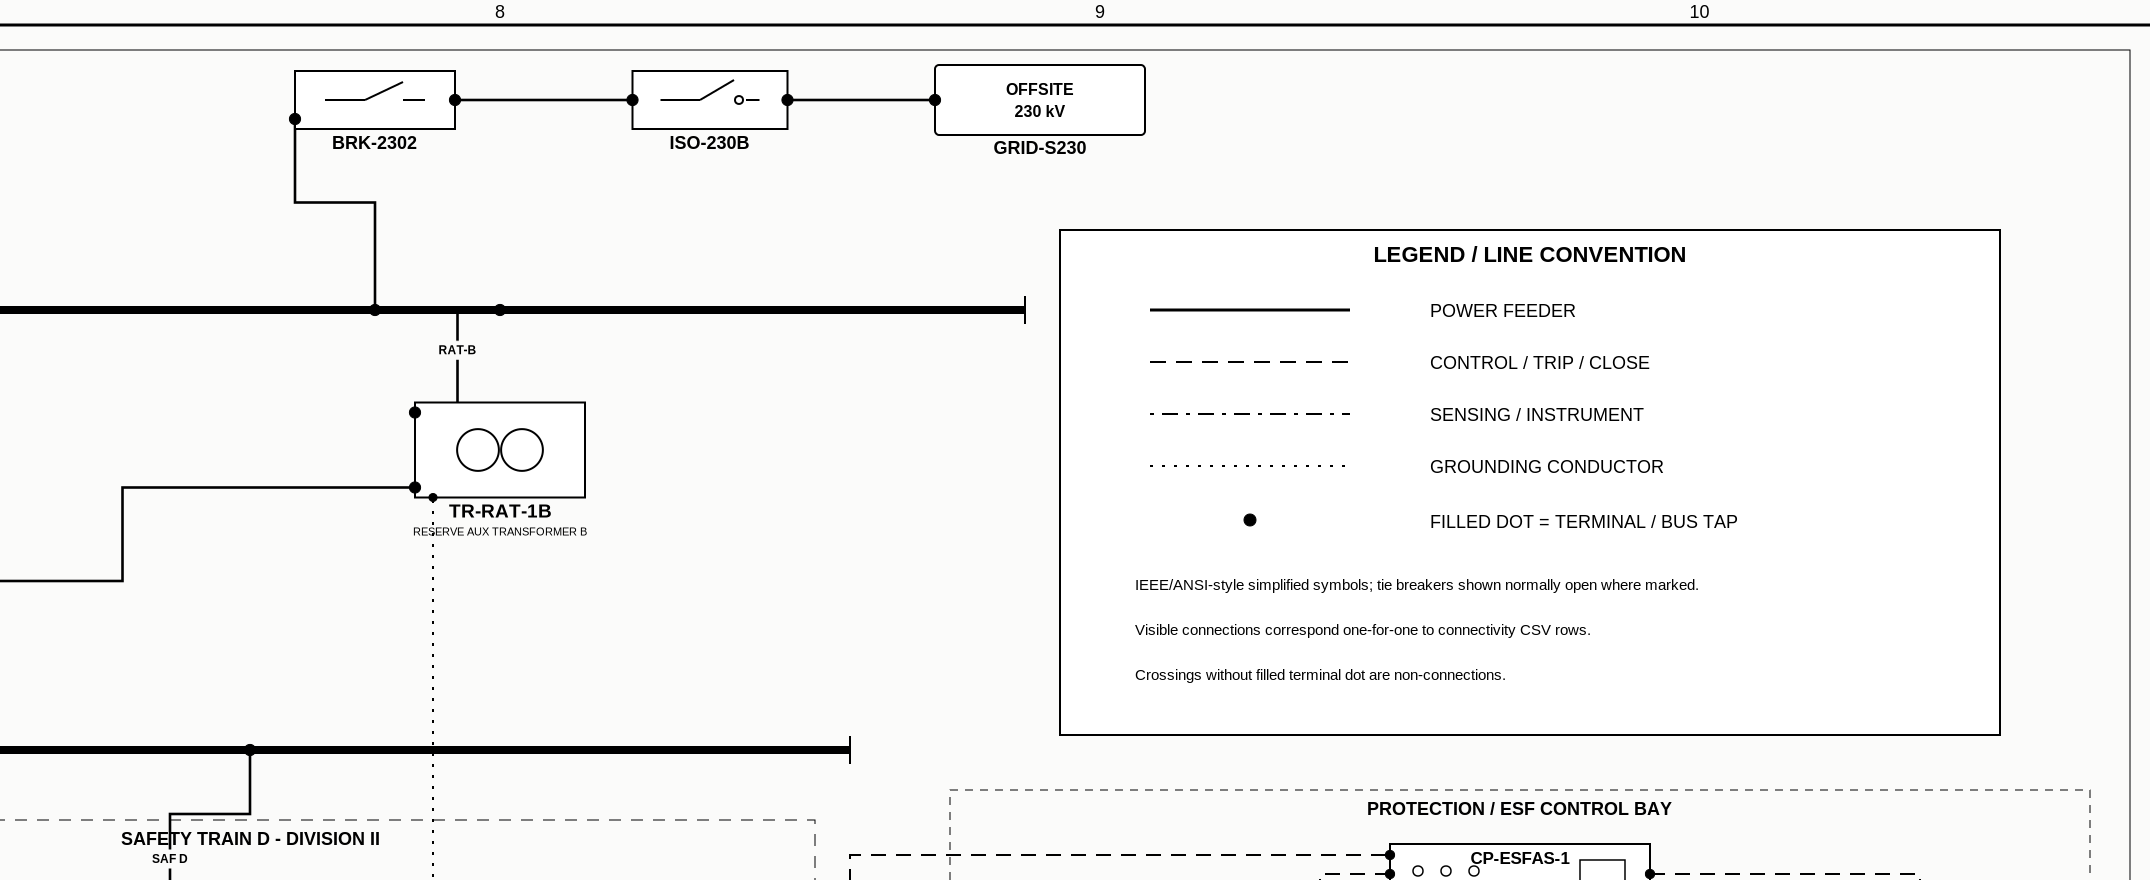 8
9
10
OFFSITE
230 kV
BRK-2302
ISO-230B
GRID-S230
LEGEND / LINE CONVENTION
POWER FEEDER
RAT-B
CONTROL / TRIP / CLOSE
SENSING / INSTRUMENT
GROUNDING CONDUCTOR
TR-RAT-1B
RESERVE AUX TRANSFORMER B
FILLED DOT = TERMINAL / BUS TAP
IEEE/ANSI-style simplified symbols; tie breakers shown normally open where marked.
Visible connections correspond one-for-one to connectivity CSV rows.
Crossings without filled terminal dot are non-connections.
PROTECTION / ESF CONTROL BAY
SAFETY TRAIN D - DIVISION II
SAF D
CP-ESFAS-1